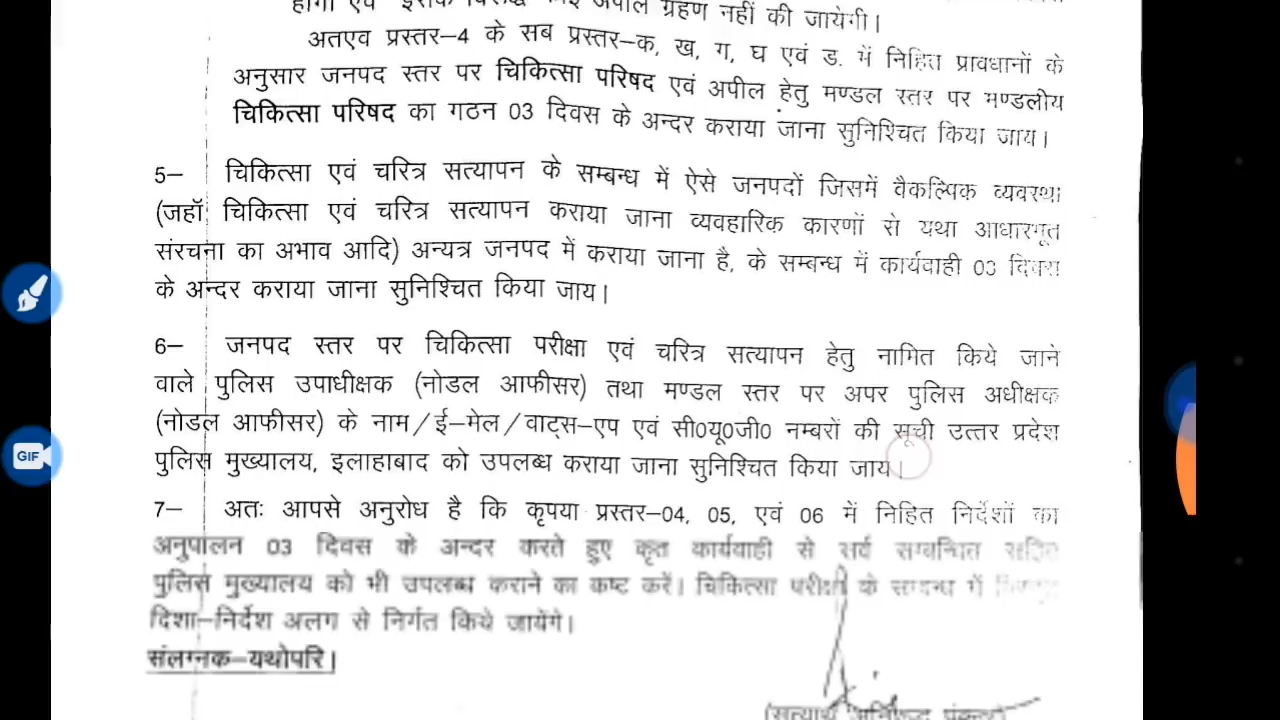 होगी एवं इसके विरूद्ध कोई अपील ग्रहण नहीं की जायेगी।
अतएव प्रस्तर–4 के सब प्रस्तर–क, ख, ग, घ एवं ड. में निहित प्रावधानों के
अनुसार जनपद स्तर पर चिकित्सा परिषद एवं अपील हेतु मण्डल स्तर पर मण्डलीय
चिकित्सा परिषद का गठन 03 दिवस के अन्दर कराया जाना सुनिश्चित किया जाय।
5– चिकित्सा एवं चरित्र सत्यापन के सम्बन्ध में ऐसे जनपदों जिसमें वैकल्पिक व्यवस्था
(जहॉ चिकित्सा एवं चरित्र सत्यापन कराया जाना व्यवहारिक कारणों से यथा आधारभूत
संरचना का अभाव आदि) अन्यत्र जनपद में कराया जाना है, के सम्बन्ध में कार्यवाही 03 दिवस
के अन्दर कराया जाना सुनिश्चित किया जाय।
6– जनपद स्तर पर चिकित्सा परीक्षा एवं चरित्र सत्यापन हेतु नामित किये जाने
वाले पुलिस उपाधीक्षक (नोडल आफीसर) तथा मण्डल स्तर पर अपर पुलिस अधीक्षक
(नोडल आफीसर) के नाम/ई–मेल/वाट्स–एप एवं सी0यू0जी0 नम्बरों की सूची उत्तर प्रदेश
पुलिस मुख्यालय, इलाहाबाद को उपलब्ध कराया जाना सुनिश्चित किया जाय।
7– अतः आपसे अनुरोध है कि कृपया प्रस्तर–04, 05, एवं 06 में निहित निर्देशों का
अनुपालन 03 दिवस के अन्दर करते हुए कृत कार्यवाही से सर्व सम्बन्धित सहित
पुलिस मुख्यालय को भी उपलब्ध कराने का कष्ट करें। चिकित्सा परीक्षा के सम्बन्ध में
दिशा–निर्देश अलग से निर्गत किये जायेंगे।
संलग्नक–यथोपरि।
(सत्यार्थ अनिरूद्ध पंकज)
GIF